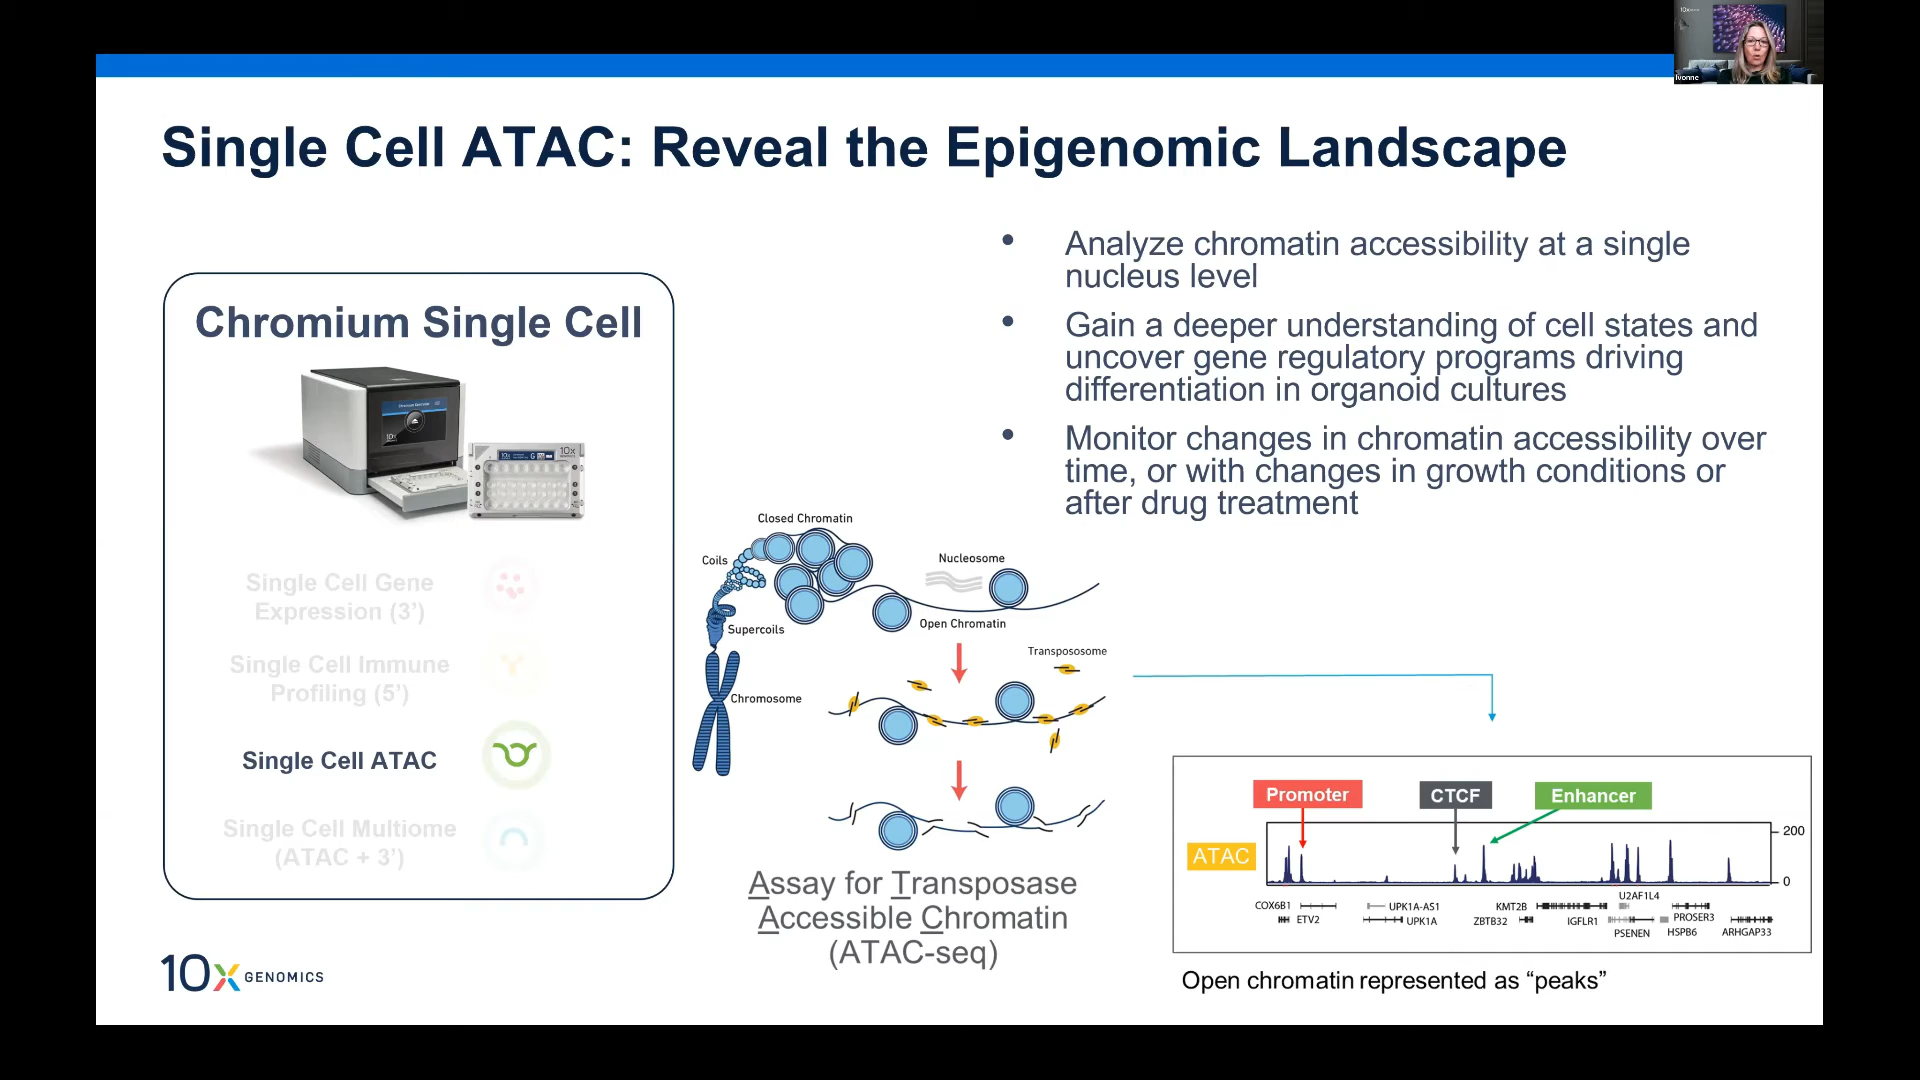 10x
Ivonne
Single Cell ATAC: Reveal the Epigenomic Landscape
• Analyze chromatin accessibility at a single
nucleus level
• Gain a deeper understanding of cell states and
uncover gene regulatory programs driving
differentiation in organoid cultures
• Monitor changes in chromatin accessibility over
time, or with changes in growth conditions or
after drug treatment
Chromium Single Cell
10x
10x
GENOMICS
Single Cell Gene
Expression (3’)
Single Cell Immune
Profiling (5’)
Single Cell ATAC
Single Cell Multiome
(ATAC + 3’)
Closed Chromatin
Coils
Nucleosome
Supercoils
Open Chromatin
Transpososome
Chromosome
Assay for Transposase
Accessible Chromatin
(ATAC-seq)
Promoter
CTCF
Enhancer
ATAC
200
0
COX6B1
ETV2
UPK1A-AS1
UPK1A
KMT2B
ZBTB32
IGFLR1
U2AF1L4
PSENEN
PROSER3
HSPB6
ARHGAP33
Open chromatin represented as “peaks”
10x GENOMICS